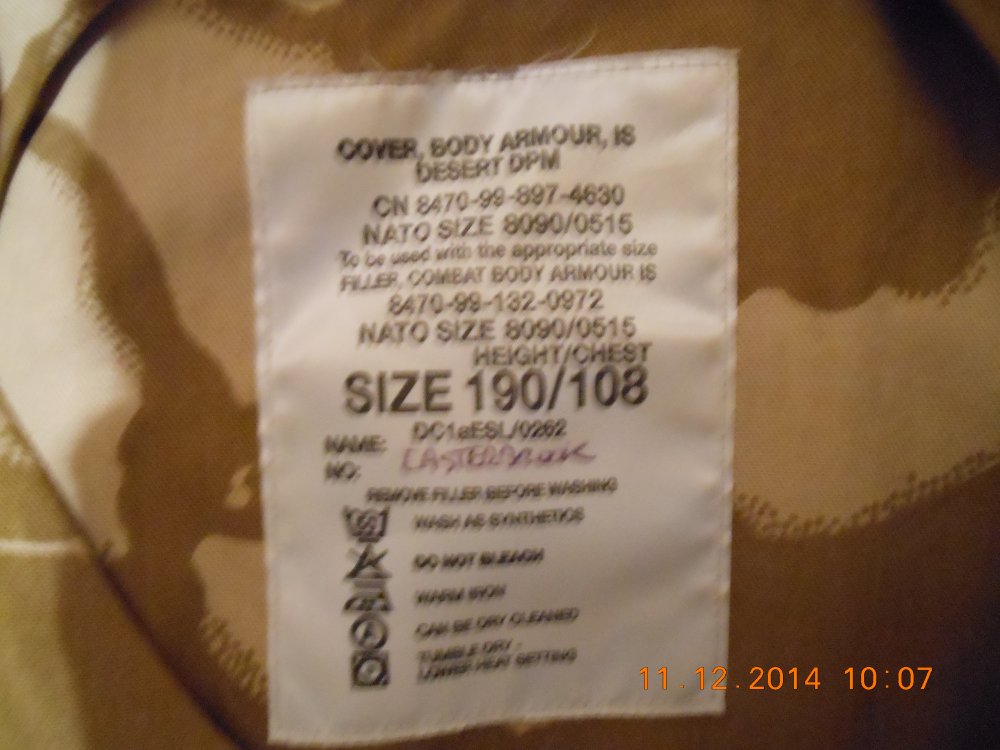 COVER, BODY ARMOUR, IS
DESERT DPM
CN 8470-99-897-4630
NATO SIZE 8090/0515
To be used with the appropriate size
FILLER, COMBAT BODY ARMOUR IS
8470-99-132-0972
NATO SIZE 8090/0515
HEIGHT/CHEST
SIZE 190/108
DC1aESL/0262
NAME: EASTERBROOK
NO:
REMOVE FILLER BEFORE WASHING
WASH AS SYNTHETICS
DO NOT BLEACH
WARM IRON
CAN BE DRY CLEANED
TUMBLE DRY -
LOWER HEAT SETTING
11.12.2014 10:07